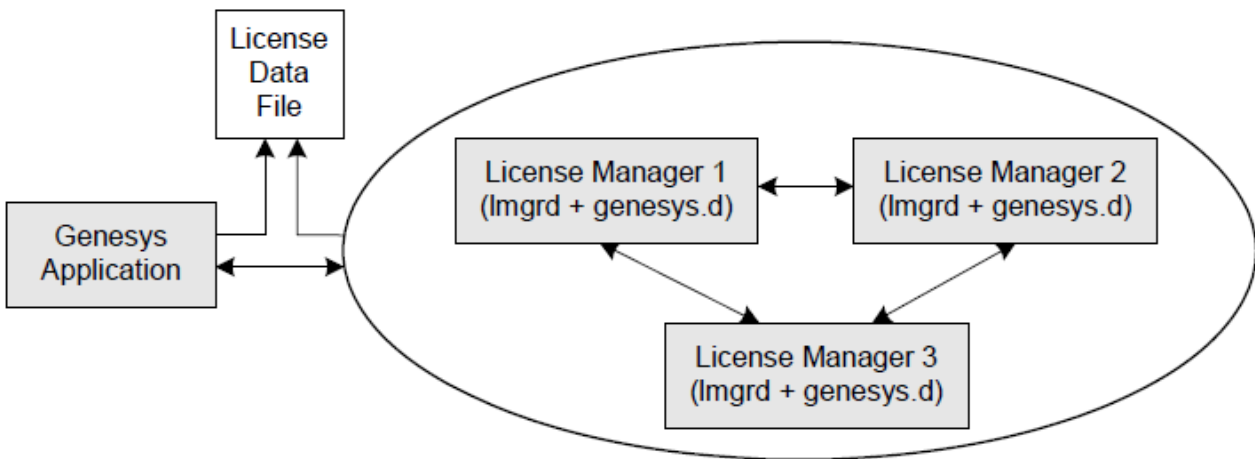 License
Data
File
Genesys
Application
License Manager 1
(lmgrd + genesys.d)
License Manager 2
(lmgrd + genesys.d)
License Manager 3
(lmgrd + genesys.d)